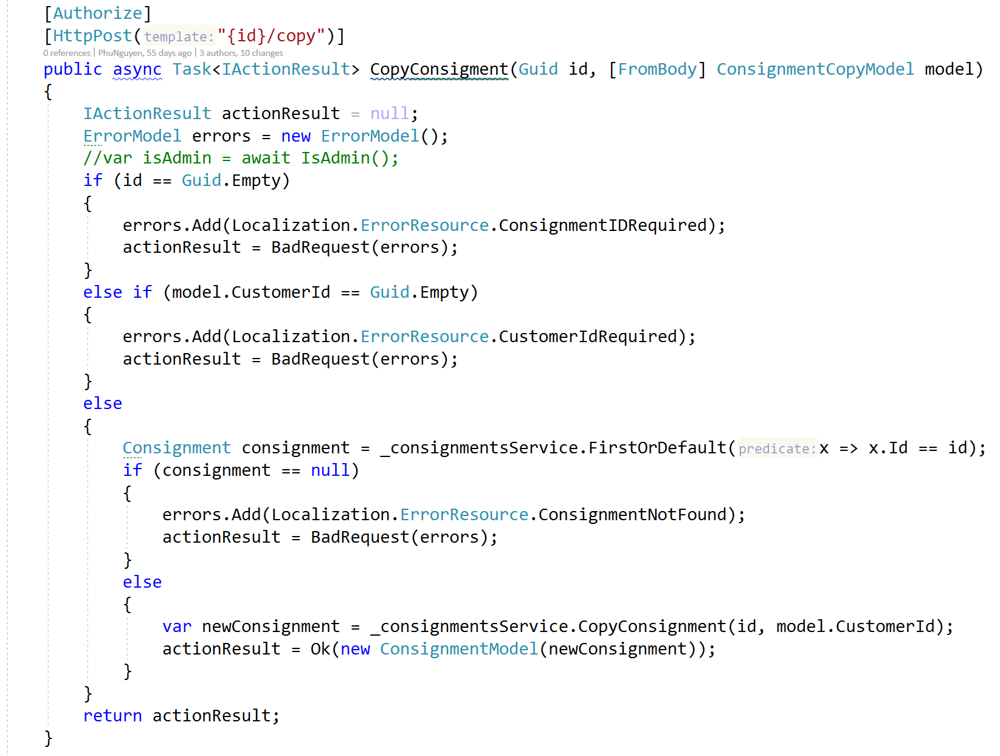 [Authorize]
[HttpPost(template:"{id}/copy")]
0 references | PhuNguyen, 55 days ago | 3 authors, 10 changes
public async Task<IActionResult> CopyConsigment(Guid id, [FromBody] ConsignmentCopyModel model)
{
    IActionResult actionResult = null;
    ErrorModel errors = new ErrorModel();
    //var isAdmin = await IsAdmin();
    if (id == Guid.Empty)
    {
        errors.Add(Localization.ErrorResource.ConsignmentIDRequired);
        actionResult = BadRequest(errors);
    }
    else if (model.CustomerId == Guid.Empty)
    {
        errors.Add(Localization.ErrorResource.CustomerIdRequired);
        actionResult = BadRequest(errors);
    }
    else
    {
        Consignment consignment = _consignmentsService.FirstOrDefault(predicate:x => x.Id == id);
        if (consignment == null)
        {
            errors.Add(Localization.ErrorResource.ConsignmentNotFound);
            actionResult = BadRequest(errors);
        }
        else
        {
            var newConsignment = _consignmentsService.CopyConsignment(id, model.CustomerId);
            actionResult = Ok(new ConsignmentModel(newConsignment));
        }
    }
    return actionResult;
}